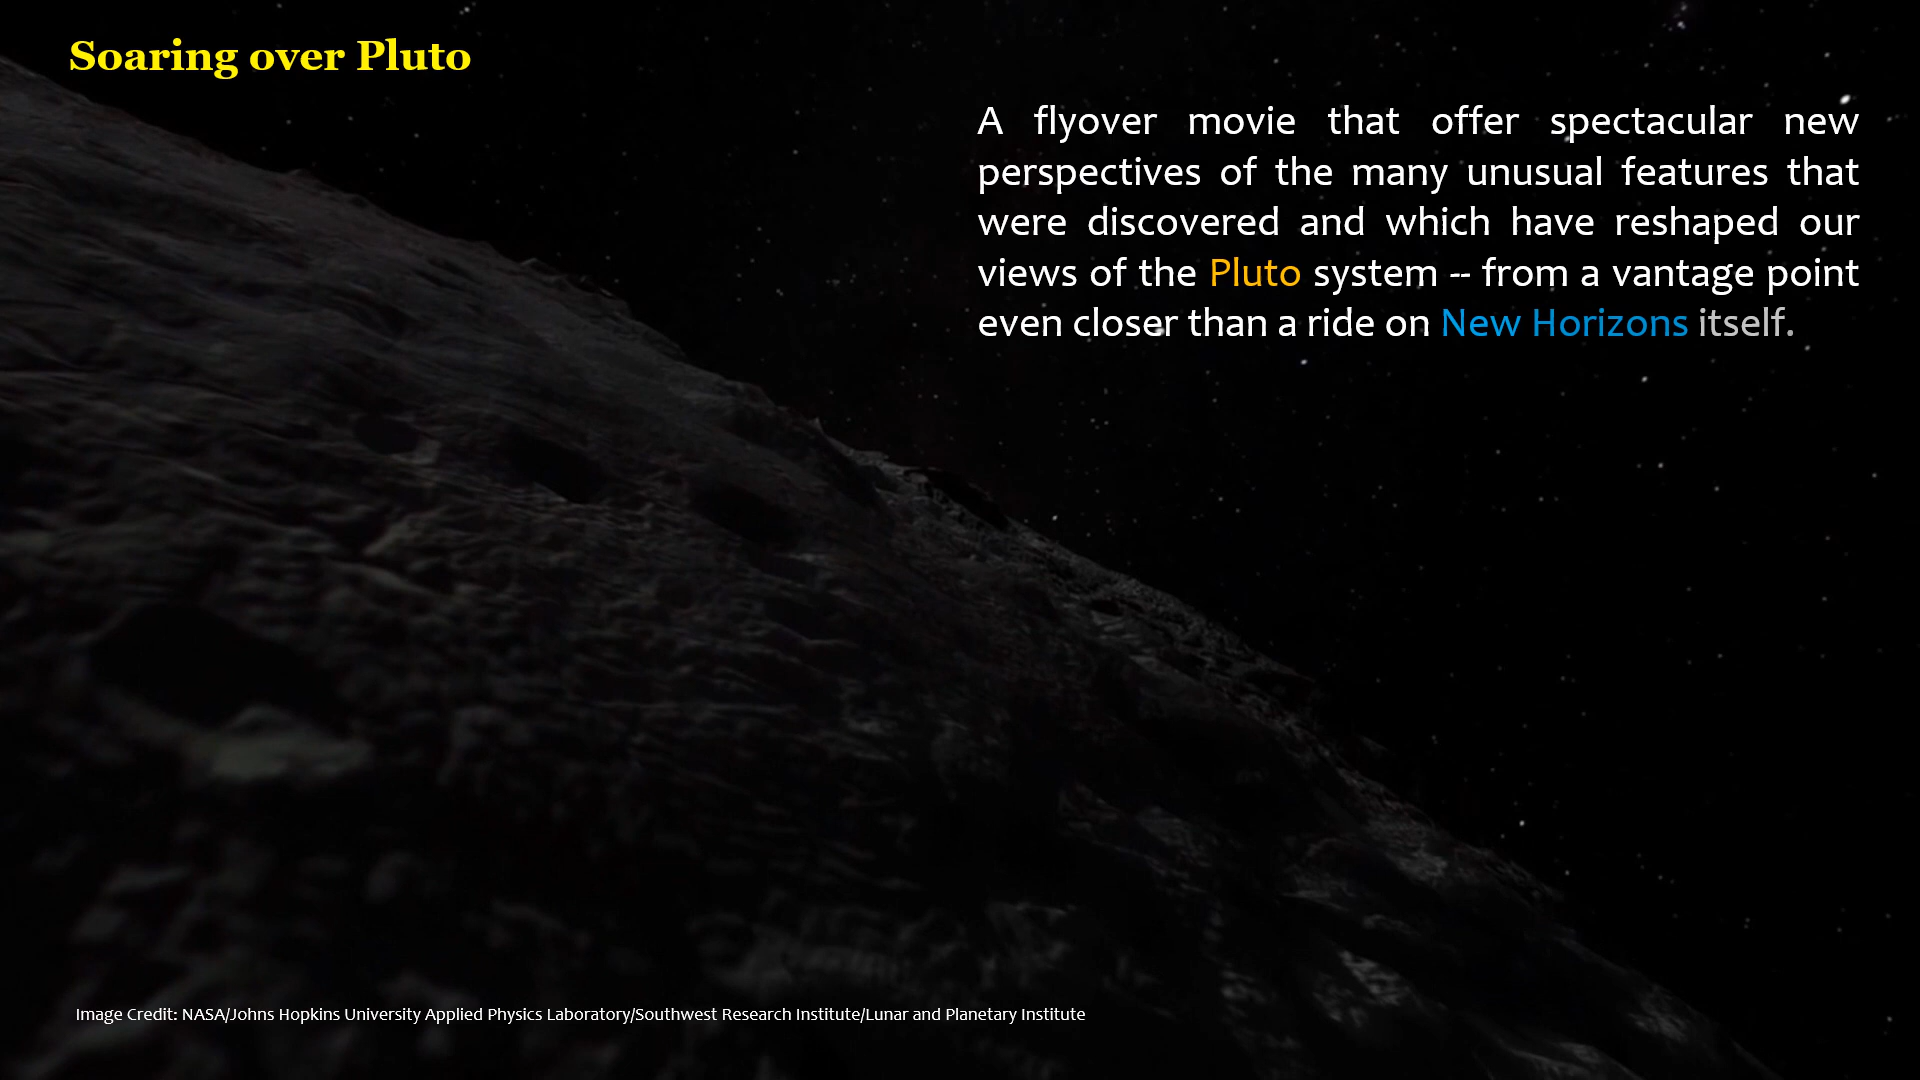 Soaring over Pluto
A flyover movie that offer spectacular new
perspectives of the many unusual features that
were discovered and which have reshaped our
views of the Pluto system -- from a vantage point
even closer than a ride on New Horizons itself.
Image Credit: NASA/Johns Hopkins University Applied Physics Laboratory/Southwest Research Institute/Lunar and Planetary Institute